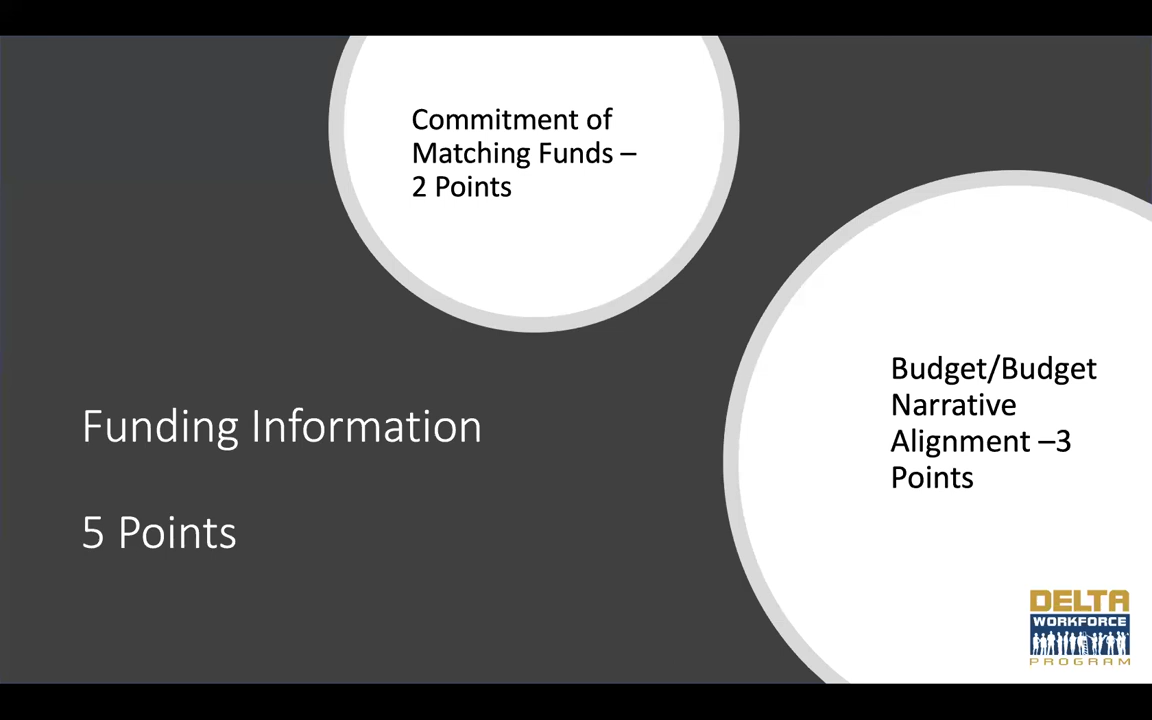 Commitment of
Matching Funds –
2 Points
Budget/Budget
Narrative
Alignment –3
Points
Funding Information
5 Points
DELTA
WORKFORCE
PROGRAM